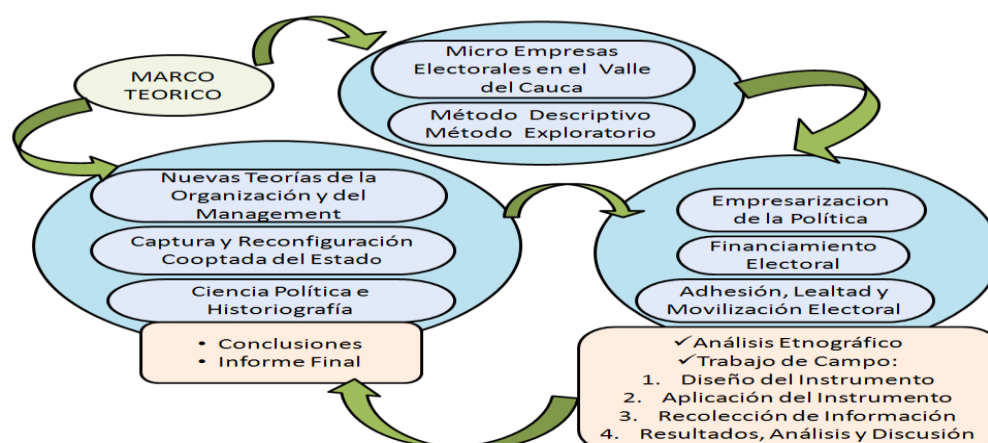 MARCO
TEORICO
Micro Empresas
Electorales en el Valle
del Cauca
Método Descriptivo
Método Exploratorio
Nuevas Teorías de la
Organización y del
Management
Captura y Reconfiguración
Cooptada del Estado
Ciencia Política e
Historiografía
• Conclusiones
• Informe Final
Empresarizacion
de la Política
Financiamiento
Electoral
Adhesión, Lealtad y
Movilización Electoral
✓Análisis Etnográfico
✓Trabajo de Campo:
1. Diseño del Instrumento
2. Aplicación del Instrumento
3. Recolección de Información
4. Resultados, Análisis y Discusión